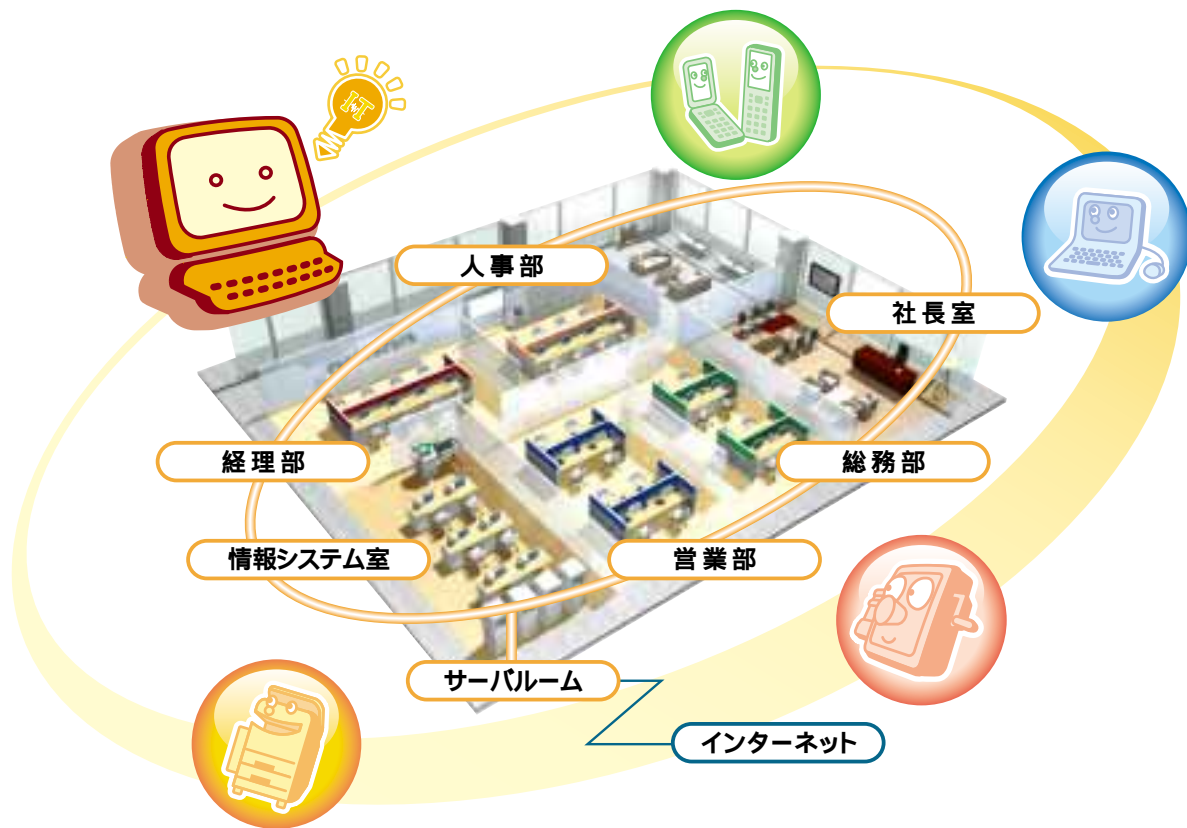 人事部
社長室
経理部
総務部
情報システム室
営業部
サーバルーム
インターネット